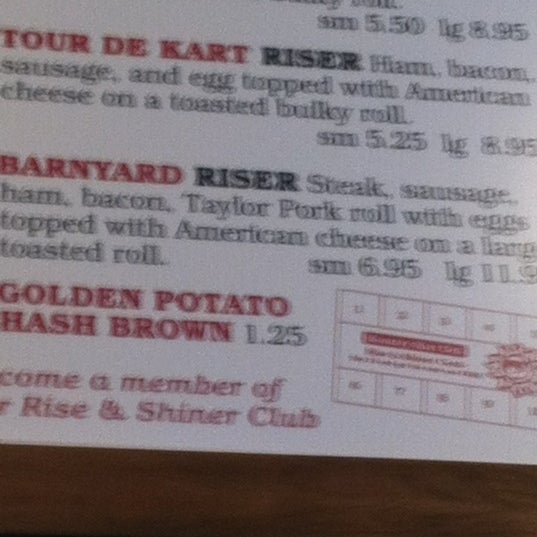 bulky roll.
sm 5.50 lg 8.95
TOUR DE KART RISER Ham, bacon,
sausage, and egg topped with American
cheese on a toasted bulky roll.
sm 5.25 lg 8.95
BARNYARD RISER Steak, sausage,
ham, bacon, Taylor Pork roll with eggs
topped with American cheese on a larg
toasted roll. sm 6.95 lg 11.9
GOLDEN POTATO
HASH BROWN 1.25
come a member of
r Rise & Shiner Club